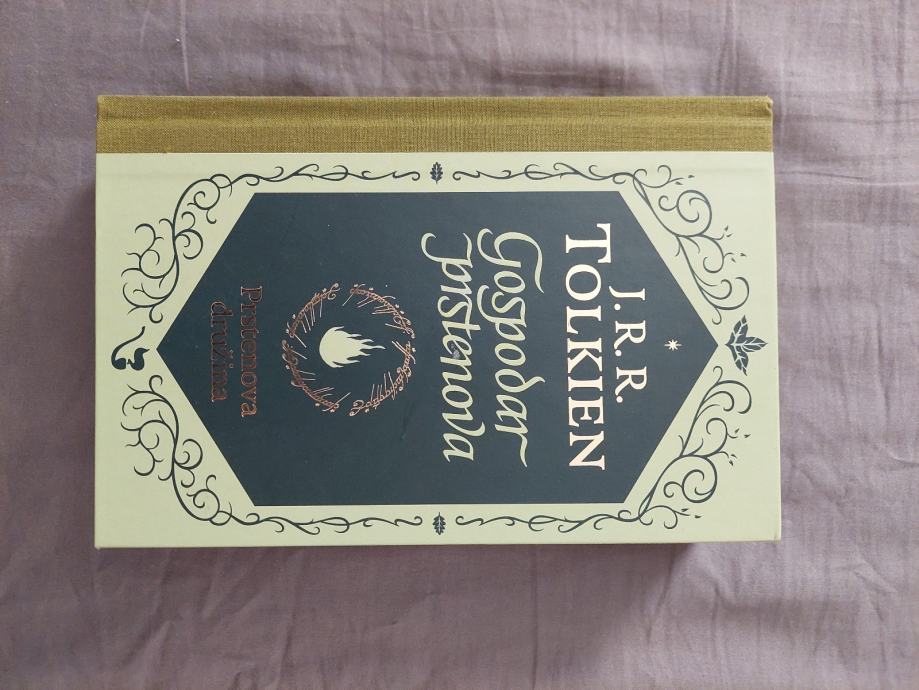 J. R. R.
TOLKIEN
Gospodar
prstenova
Prstenova
družina